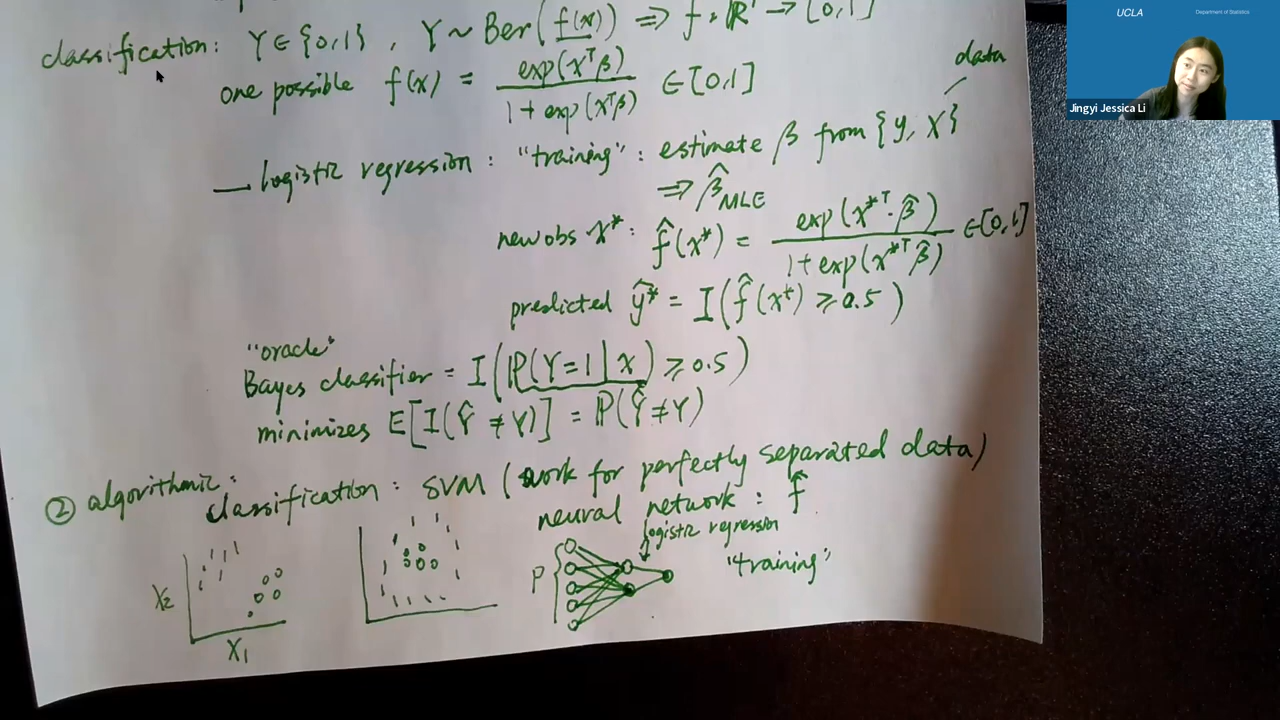 classification: Y ∈ {0,1}, Y ~ Ber(f(x)) ⇒ f: ℝᵖ → [0,1]
one possible f(x) = exp(xᵀβ) / 1 + exp(xᵀβ) ∈ [0,1]
data
— logistic regression: "training": estimate β from {y, X}
⇒ β̂MLE
new obs x*: f̂(x*) = exp(x*ᵀ·β̂) / 1 + exp(x*ᵀβ̂) ∈ [0,1]
predicted ŷ* = I(f̂(x*) ≥ 0.5)
"oracle"
Bayes classifier = I(ℙ(Y=1|X) ≥ 0.5)
minimizes E[I(Ŷ ≠ Y)] = ℙ(Ŷ ≠ Y)
② algorithmic:
classification: SVM (work for perfectly separated data)
neural network: f̂
logistic regression
"training"
P
X₂
X₁
UCLA
Department of Statistics
Jingyi Jessica Li